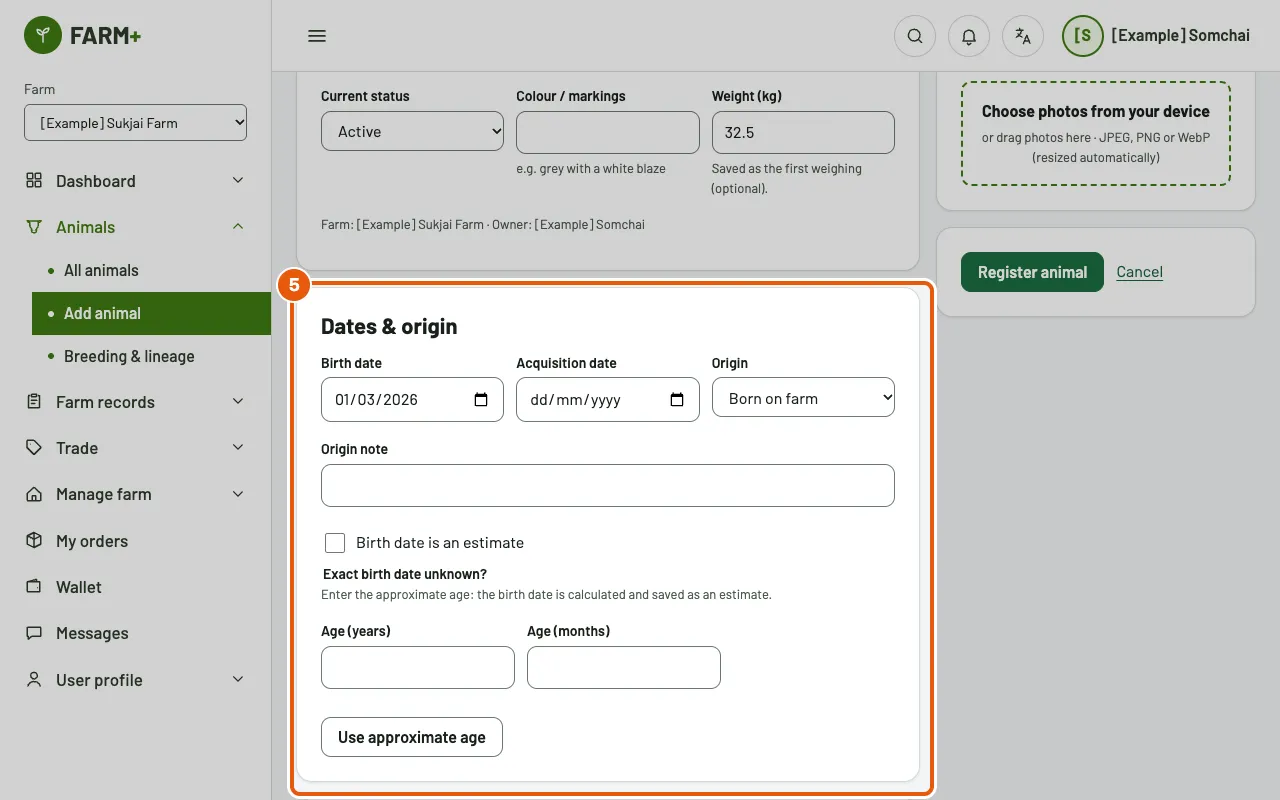 FARM+
[S
[Example] Somchai
Farm
[Example] Sukjai Farm
Dashboard
Animals
All animals
Add animal
Breeding & lineage
Farm records
Trade
Manage farm
My orders
Wallet
Messages
User profile
Current status
Colour / markings
Weight (kg)
Active
32.5
e.g. grey with a white blaze
Saved as the first weighing
(optional).
Farm: [Example] Sukjai Farm · Owner: [Example] Somchai
5
Dates & origin
Birth date
Acquisition date
Origin
01/03/2026
dd/mm/yyyy
Born on farm
Origin note
Birth date is an estimate
Exact birth date unknown?
Enter the approximate age: the birth date is calculated and saved as an estimate.
Age (years)
Age (months)
Use approximate age
Choose photos from your device
or drag photos here · JPEG, PNG or WebP
(resized automatically)
Register animal
Cancel